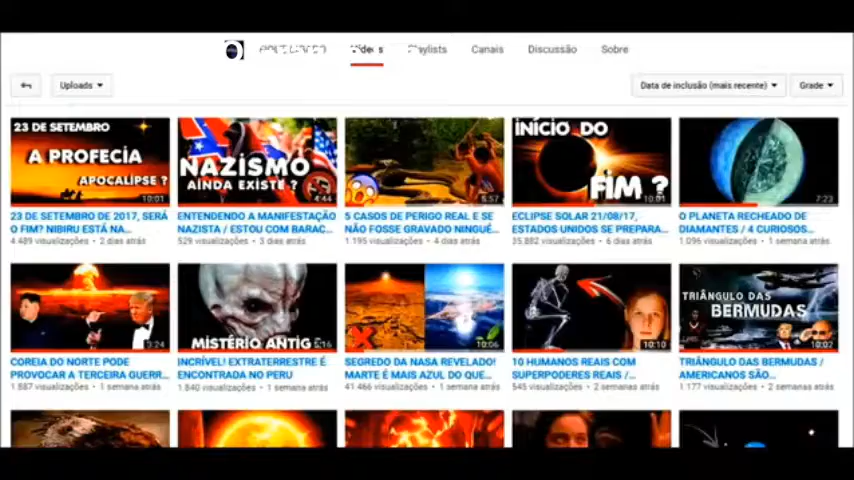 Vídeos Playlists Canais Discussão Sobre
Uploads
Data de inclusão (mais recente) Grade
23 DE SETEMBRO
A PROFECIA
APOCALIPSE ?
10:01
NAZISMO
AINDA EXISTE ?
4:44
5:57
INÍCIO DO
FIM ?
10:01
7:23
23 DE SETEMBRO DE 2017, SERÁ
O FIM? NIBIRU ESTÁ NA...
4.489 visualizações • 2 dias atrás
ENTENDENDO A MANIFESTAÇÃO
NAZISTA / ESTOU COM BARAC...
529 visualizações • 3 dias atrás
5 CASOS DE PERIGO REAL E SE
NÃO FOSSE GRAVADO NINGUÉ...
1.195 visualizações • 4 dias atrás
ECLIPSE SOLAR 21/08/17,
ESTADOS UNIDOS SE PREPARA...
35.882 visualizações • 6 dias atrás
O PLANETA RECHEADO DE
DIAMANTES / 4 CURIOSOS...
1.096 visualizações • 1 semana atrás
3:24
MISTÉRIO ANTIG
5:16
10:06
10:10
TRIÂNGULO DAS
BERMUDAS
10:02
COREIA DO NORTE PODE
PROVOCAR A TERCEIRA GUERR...
1.887 visualizações • 1 semana atrás
INCRÍVEL! EXTRATERRESTRE É
ENCONTRADA NO PERU
1.840 visualizações • 1 semana atrás
SEGREDO DA NASA REVELADO!
MARTE É MAIS AZUL DO QUE...
41.466 visualizações • 1 semana atrás
10 HUMANOS REAIS COM
SUPERPODERES REAIS /...
545 visualizações • 2 semanas atrás
TRIÂNGULO DAS BERMUDAS /
AMERICANOS SÃO...
1.177 visualizações • 2 semanas atrás